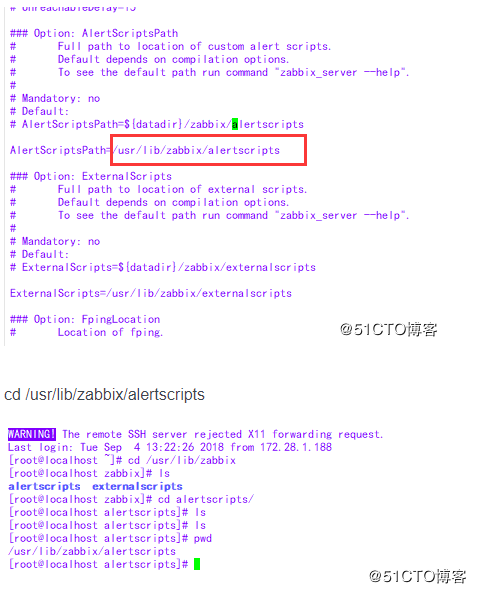 # UnreachableDelay=15
### Option: AlertScriptsPath
# Full path to location of custom alert scripts.
# Default depends on compilation options.
# To see the default path run command "zabbix_server --help".
#
# Mandatory: no
# Default:
# AlertScriptsPath=${datadir}/zabbix/alertscripts
AlertScriptsPath=/usr/lib/zabbix/alertscripts
### Option: ExternalScripts
# Full path to location of external scripts.
# Default depends on compilation options.
# To see the default path run command "zabbix_server --help".
#
# Mandatory: no
# Default:
# ExternalScripts=${datadir}/zabbix/externalscripts
ExternalScripts=/usr/lib/zabbix/externalscripts
### Option: FpingLocation
# Location of fping.
@51CTO博客
cd /usr/lib/zabbix/alertscripts
WARNING! The remote SSH server rejected X11 forwarding request.
Last login: Tue Sep 4 13:22:26 2018 from 172.28.1.188
[root@localhost ~]# cd /usr/lib/zabbix
[root@localhost zabbix]# ls
alertscripts externalscripts
[root@localhost zabbix]# cd alertscripts/
[root@localhost alertscripts]# ls
[root@localhost alertscripts]# ls
[root@localhost alertscripts]# pwd
/usr/lib/zabbix/alertscripts
[root@localhost alertscripts]#
@51CTO博客